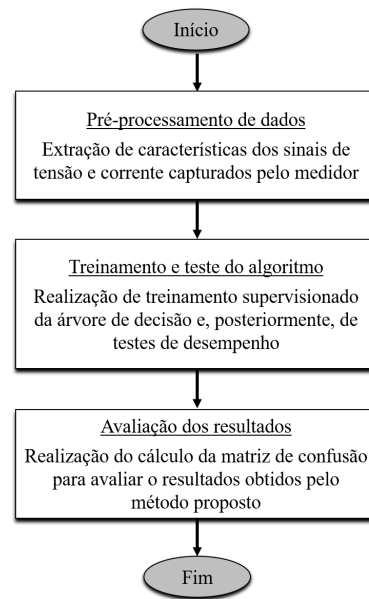 Início
Pré-processamento de dados
Extração de características dos sinais de
tensão e corrente capturados pelo medidor
Treinamento e teste do algoritmo
Realização de treinamento supervisionado
da árvore de decisão e, posteriormente, de
testes de desempenho
Avaliação dos resultados
Realização do cálculo da matriz de confusão
para avaliar o resultados obtidos pelo
método proposto
Fim